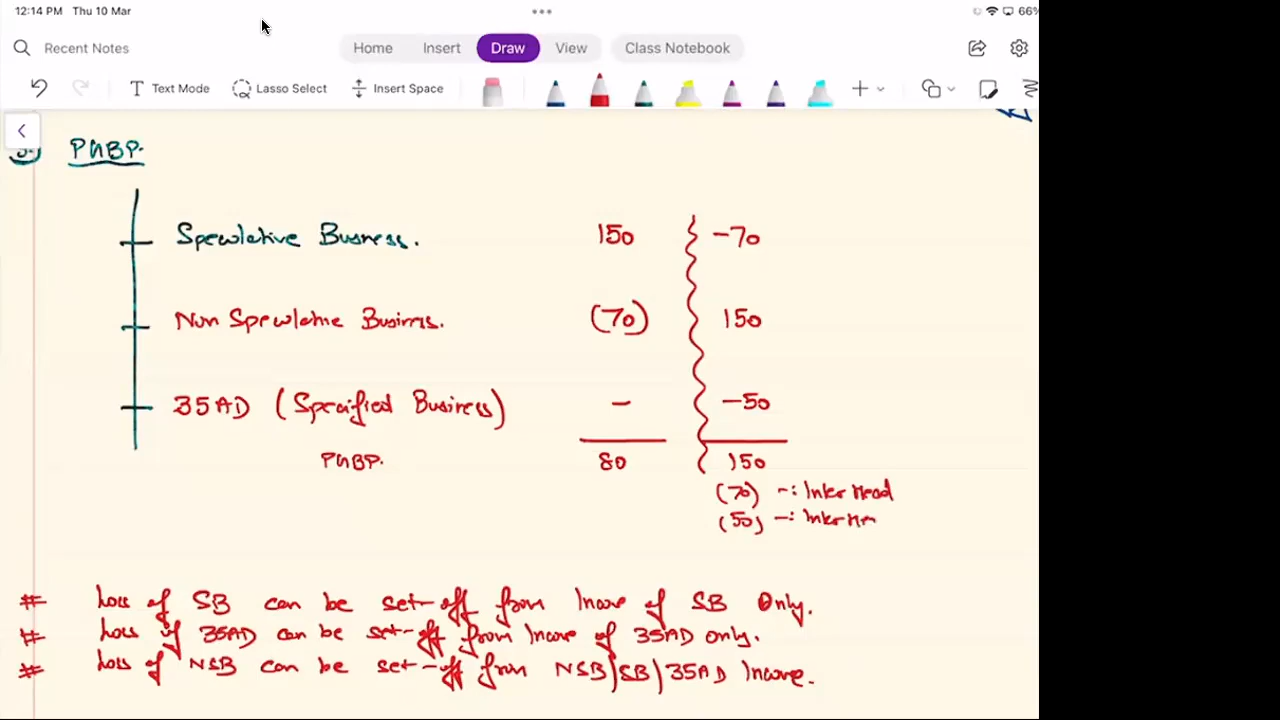 12:14 PM Thu 10 Mar 66%
Recent Notes Home Insert Draw View Class Notebook
Text Mode Lasso Select Insert Space
PGBP.
Speculative Business. 150 -70
Non Speculative Business. (70) 150
35AD (Specified Business) - -50
PGBP. 80 150
(70) -: Inter Head
(50) -: Inter
# Loss of SB can be set-off from Income of SB Only.
# Loss of 35AD can be set-off from Income of 35AD only.
# Loss of NSB can be set-off from NSB/SB/35AD Income.